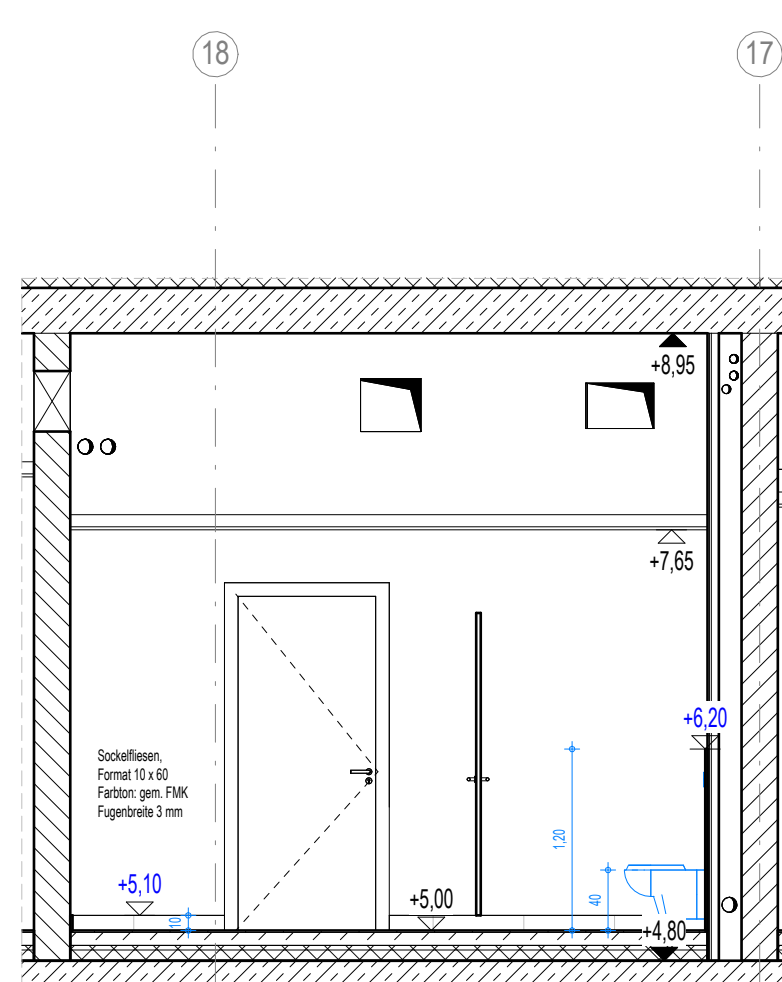 18
17
+8,95
+7,65
+6,20
Sockelfliesen,
Format 10 x 60
Farbton: gem. FMK
Fugenbreite 3 mm
1,20
+5,10
+5,00
40
10
+4,80